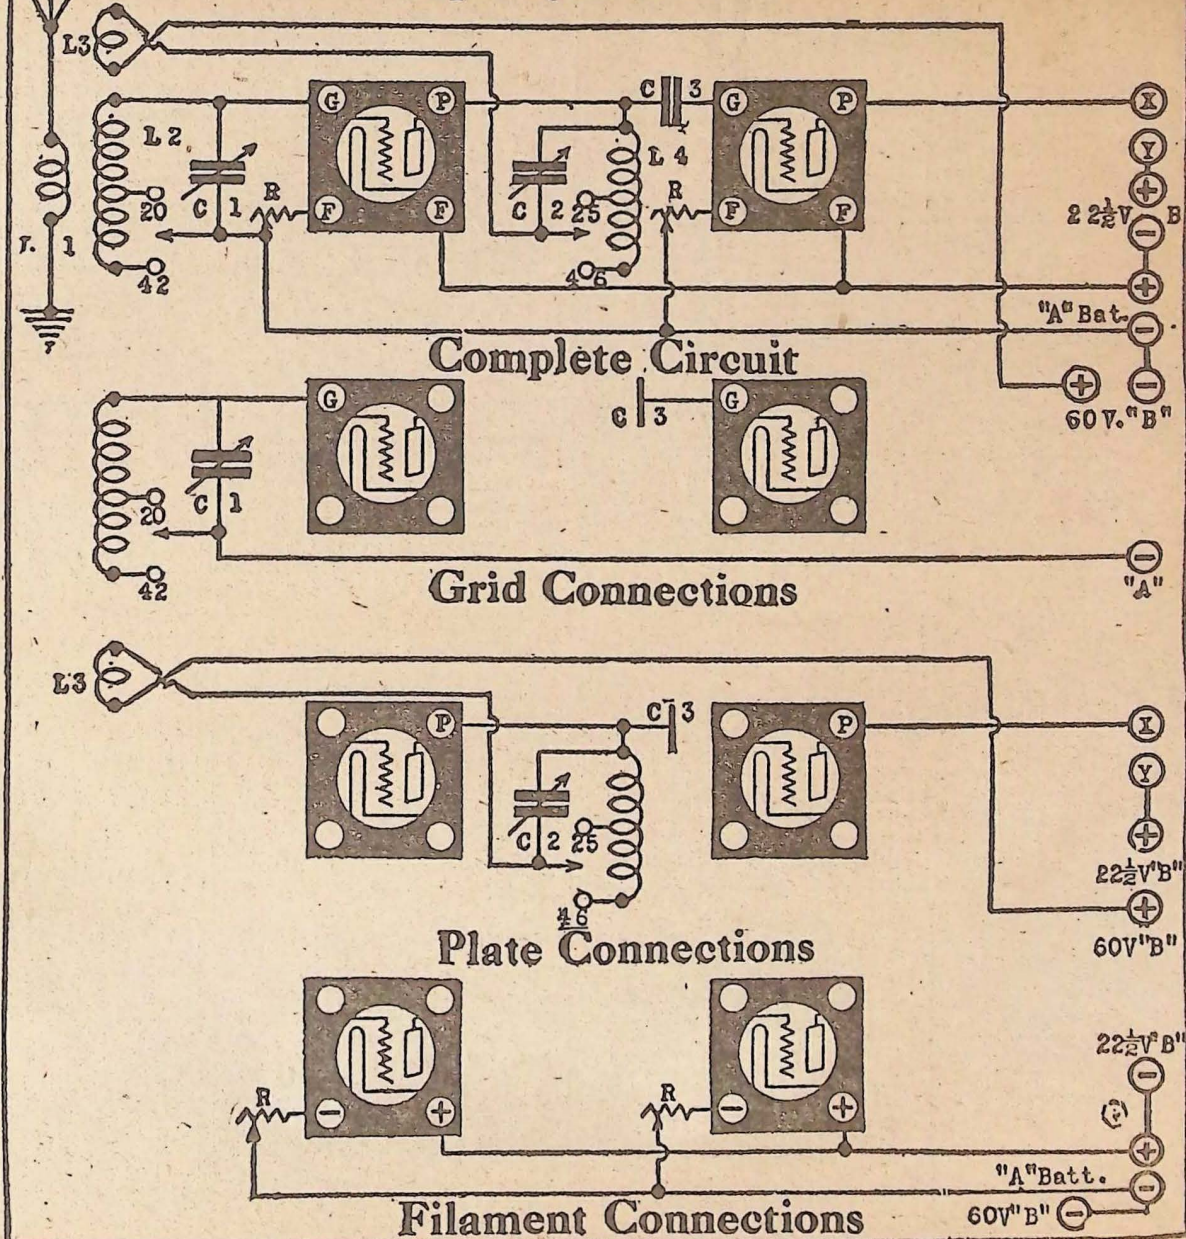 L3
G P C 3 G P X
L 2 L 4 Y
20 C 1 R F F C 2 25 R F F + 22½V B
1 −
42 46 +
"A" Bat. −
Complete Circuit
+ −
60 V. "B"
G C 3 G
20 C 1
42 −
"A"
Grid Connections
L3
P C 3 P X
Y
C 2 25 +
22½V "B"
46 +
60V "B"
Plate Connections
22½V "B"
−
R − + R − +
+
"A" Batt. −
60V "B" −
Filament Connections